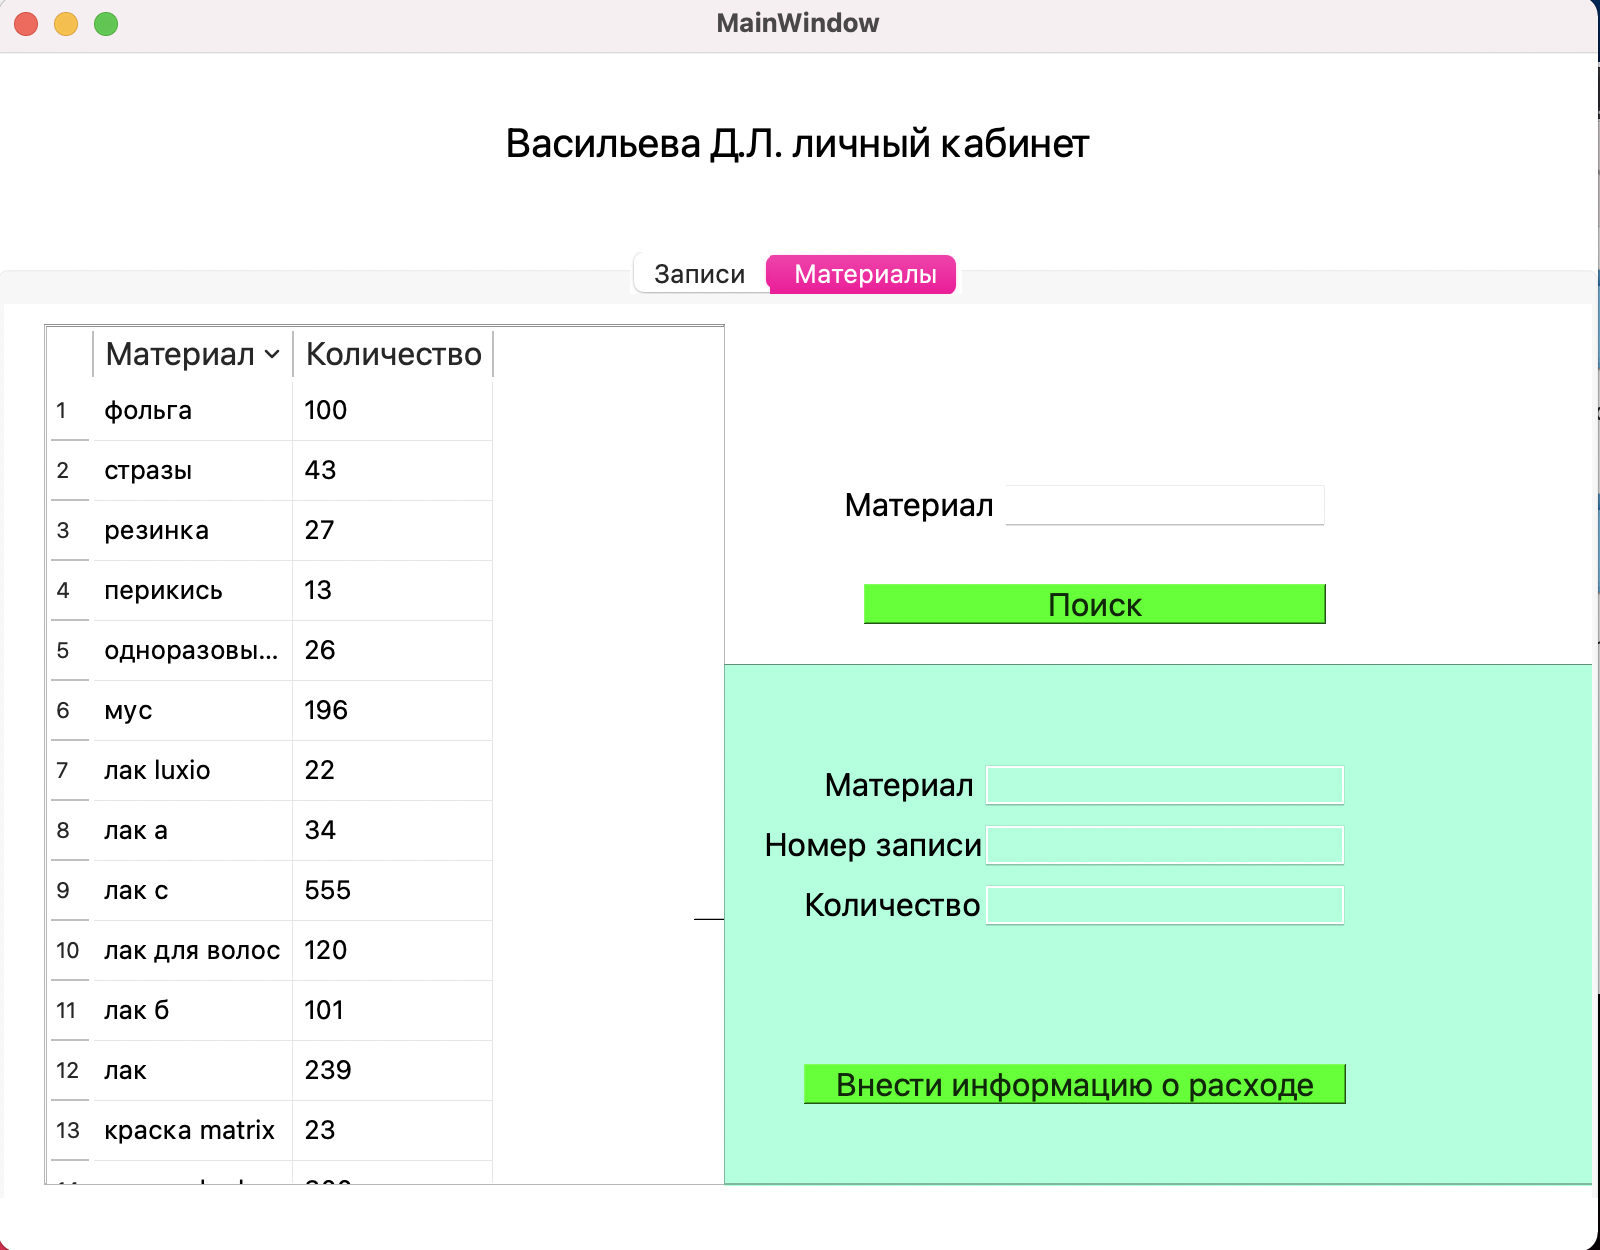 MainWindow
Васильева Д.Л. личный кабинет
Записи Материалы
Материал Количество
1 фольга 100
2 стразы 43
3 резинка 27
4 перикись 13
5 одноразовы... 26
6 мус 196
7 лак luxio 22
8 лак а 34
9 лак с 555
10 лак для волос 120
11 лак б 101
12 лак 239
13 краска matrix 23
Материал
Поиск
Материал
Номер записи
Количество
Внести информацию о расходе